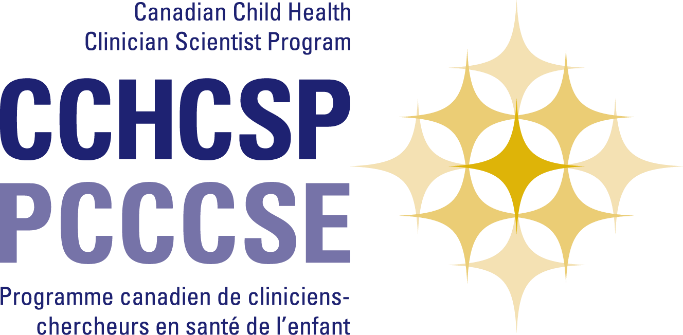 Canadian Child Health
Clinician Scientist Program
CCHCSP
PCCCSE
Programme canadien de cliniciens-
chercheurs en santé de l’enfant